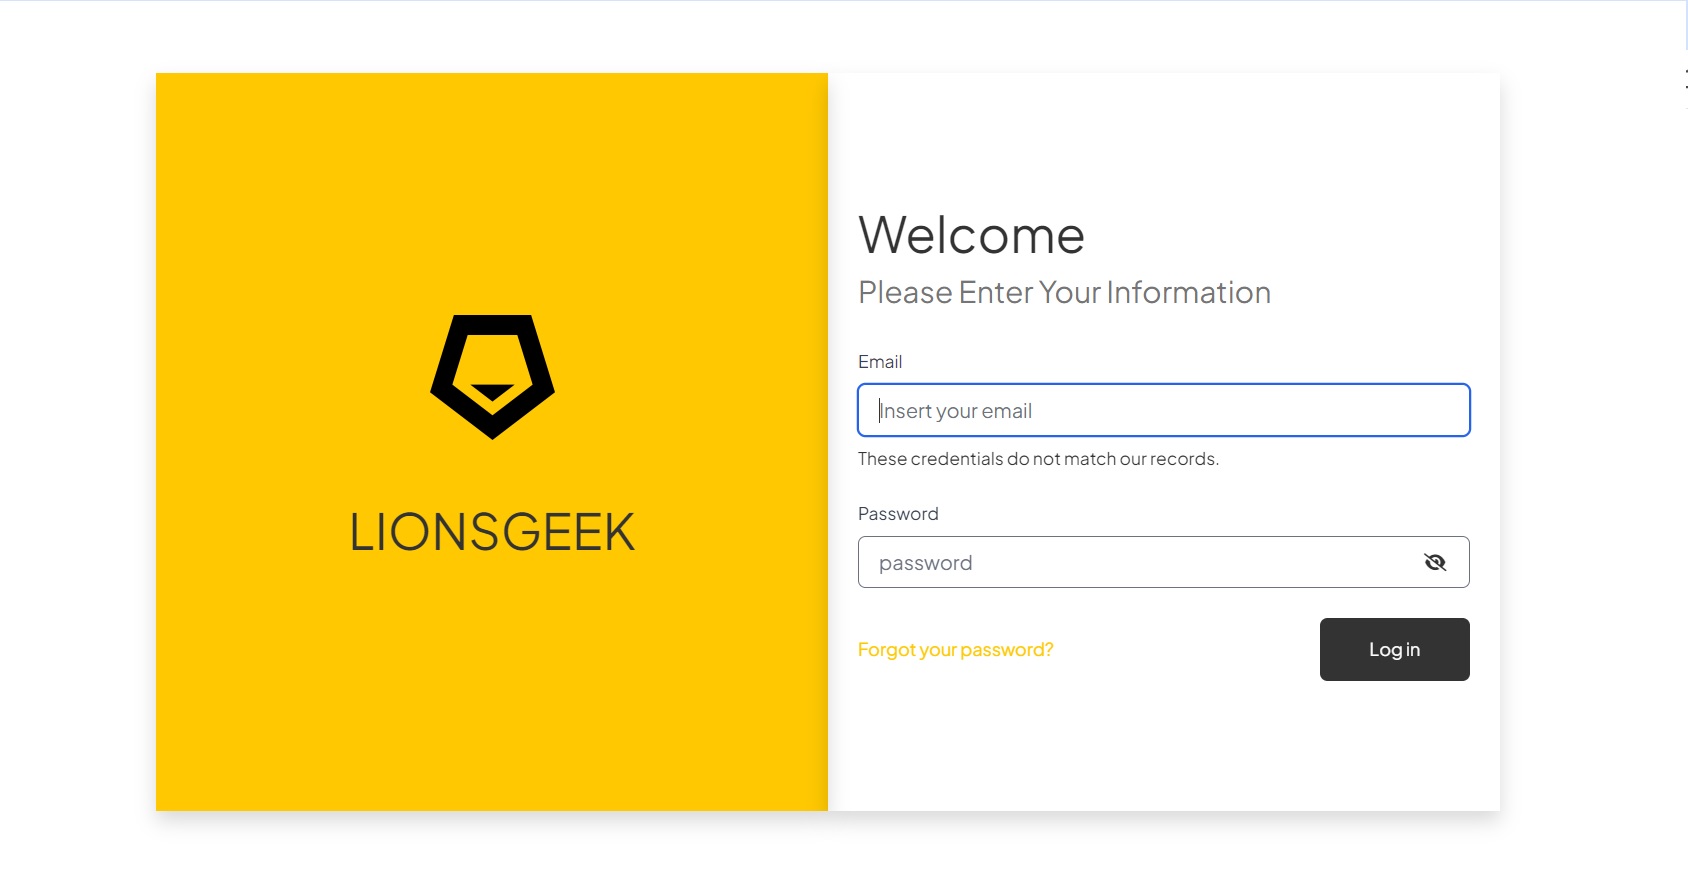 LIONSGEEK
Welcome
Please Enter Your Information
Email
Insert your email
These credentials do not match our records.
Password
password
Forgot your password?
Log in